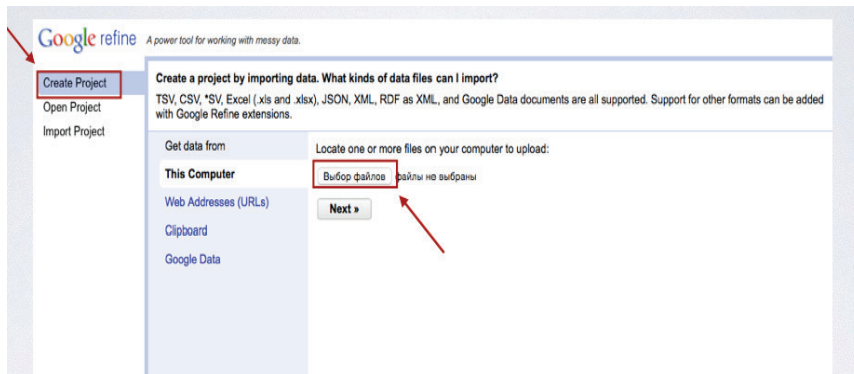 Google refine A power tool for working with messy data.
Create Project
Open Project
Import Project
Create a project by importing data. What kinds of data files can I import?
TSV, CSV, *SV, Excel (.xls and .xlsx), JSON, XML, RDF as XML, and Google Data documents are all supported. Support for other formats can be added
with Google Refine extensions.
Get data from
This Computer
Web Addresses (URLs)
Clipboard
Google Data
Locate one or more files on your computer to upload:
Выбор файлов файлы не выбраны
Next »